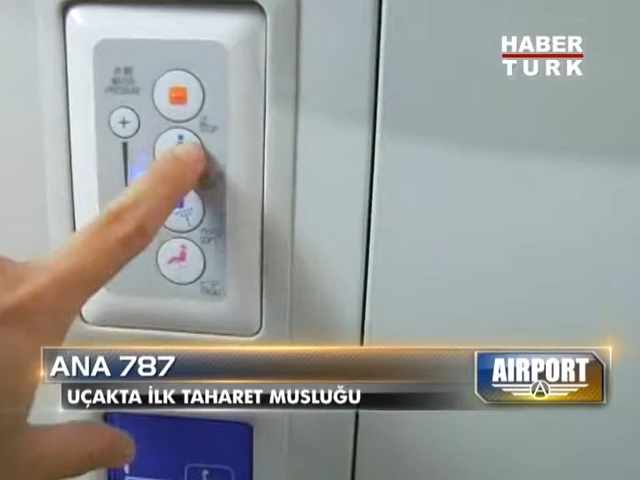 HABER
TURK
ANA 787
UÇAKTA İLK TAHARET MUSLUĞU
AIRPORT
A